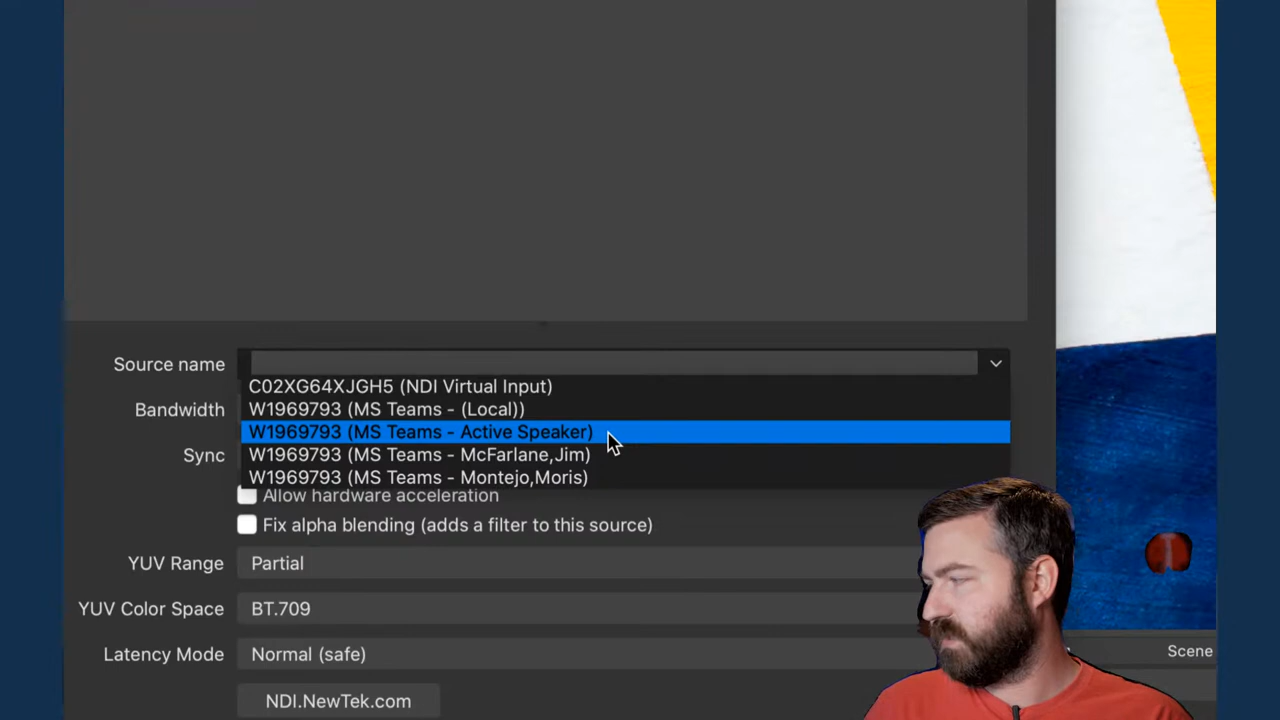 Source name
C02XG64XJGH5 (NDI Virtual Input)
W1969793 (MS Teams - (Local))
Bandwidth
W1969793 (MS Teams - Active Speaker)
Sync
W1969793 (MS Teams - McFarlane,Jim)
W1969793 (MS Teams - Montejo,Moris)
Allow hardware acceleration
Fix alpha blending (adds a filter to this source)
YUV Range
Partial
YUV Color Space
BT.709
Latency Mode
Normal (safe)
Scene
NDI.NewTek.com